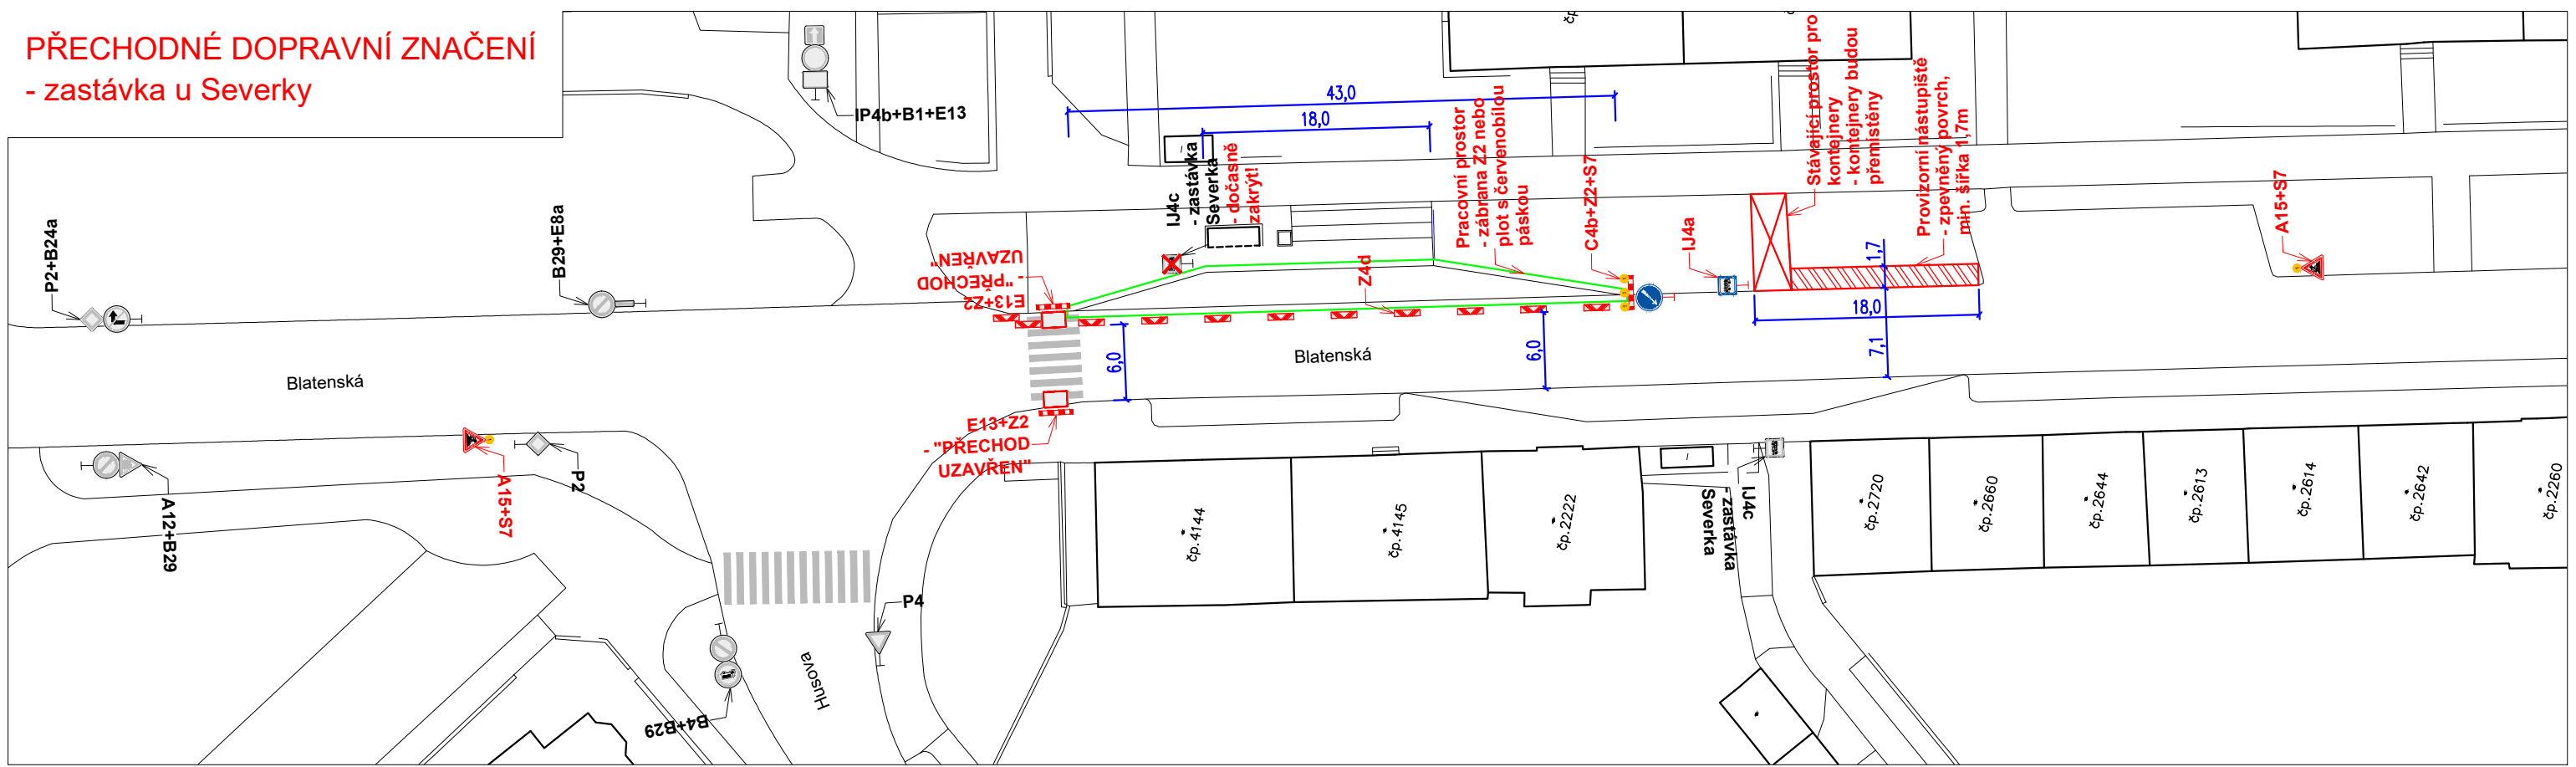 PŘECHODNÉ DOPRAVNÍ ZNAČENÍ
- zastávka u Severky
IP4b+B1+E13
P2+B24a
B29+E8a
43,0
18,0
IJ4c
- zastávka
Severka
- dočasně
zakrýt!
Pracovní prostor
- zábrana Z2 nebo
plot s červenobílou
páskou
C4b+Z2+S7
IJ4a
Stávající prostor pro
kontejnery
- kontejnery budou
přemístěny
Provizorní nástupiště
- zpevněný povrch,
min. šířka 1,7m
A15+S7
E13+Z2
- "PŘECHOD
UZAVŘEN"
Z4d
1,7
18,0
7,1
6,0
6,0
Blatenská
Blatenská
E13+Z2
- "PŘECHOD
UZAVŘEN"
A12+B29
A15+S7
P2
P4
B4+B29
Husova
čp.4144
čp.4145
čp.2222
IJ4c
- zastávka
Severka
čp.2720
čp.2660
čp.2644
čp.2613
čp.2614
čp.2642
čp.2260